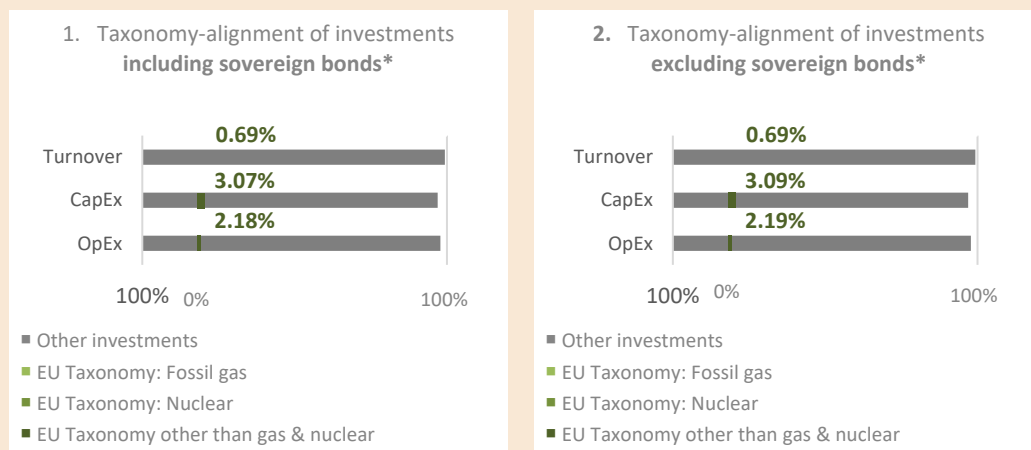 1. Taxonomy-alignment of investments
including sovereign bonds*
0.69%
Turnover
3.07%
CapEx
2.18%
OpEx
100% 0% 100%
■ Other investments
■ EU Taxonomy: Fossil gas
■ EU Taxonomy: Nuclear
■ EU Taxonomy other than gas & nuclear
2. Taxonomy-alignment of investments
excluding sovereign bonds*
0.69%
Turnover
3.09%
CapEx
2.19%
OpEx
100% 0% 100%
■ Other investments
■ EU Taxonomy: Fossil gas
■ EU Taxonomy: Nuclear
■ EU Taxonomy other than gas & nuclear